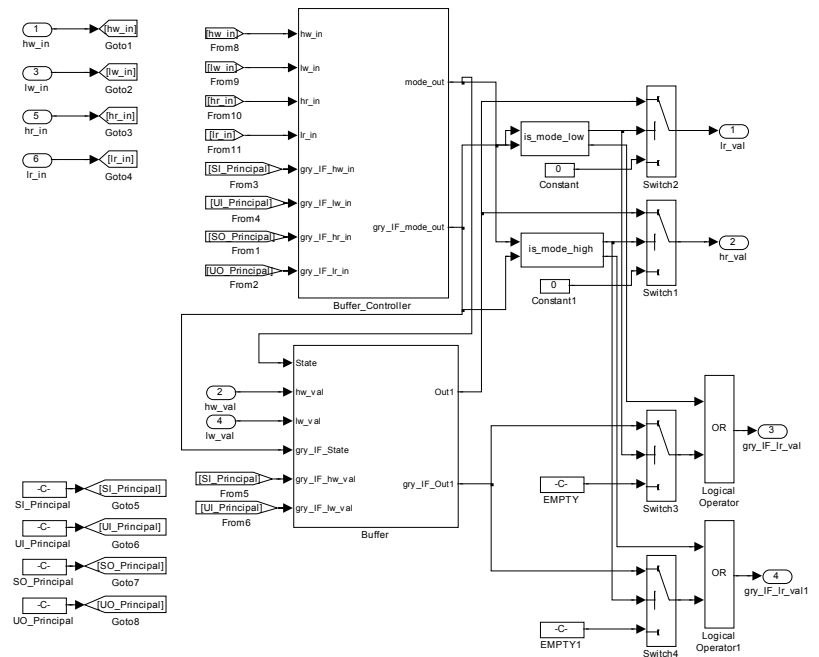 1
hw_in
[hw_in]
Goto1
3
lw_in
[lw_in]
Goto2
5
hr_in
[hr_in]
Goto3
6
lr_in
[lr_in]
Goto4
[hw_in]
From8
[lw_in]
From9
[hr_in]
From10
[lr_in]
From11
[SI_Principal]
From3
[UI_Principal]
From4
[SO_Principal]
From1
[UO_Principal]
From2
hw_in
lw_in
hr_in
lr_in
gry_IF_hw_in
gry_IF_lw_in
gry_IF_hr_in
gry_IF_lr_in
mode_out
gry_IF_mode_out
Buffer_Controller
is_mode_low
0
Constant
Switch2
1
lr_val
is_mode_high
0
Constant1
Switch1
2
hr_val
2
hw_val
4
lw_val
[SI_Principal]
From5
[UI_Principal]
From6
State
hw_val
lw_val
gry_IF_State
gry_IF_hw_val
gry_IF_lw_val
Out1
gry_IF_Out1
Buffer
-C-
EMPTY
Switch3
OR
Logical
Operator
3
gry_IF_lr_val
-C-
EMPTY1
Switch4
OR
Logical
Operator1
4
gry_IF_lr_val1
-C-
SI_Principal
[SI_Principal]
Goto5
-C-
UI_Principal
[UI_Principal]
Goto6
-C-
SO_Principal
[SO_Principal]
Goto7
-C-
UO_Principal
[UO_Principal]
Goto8